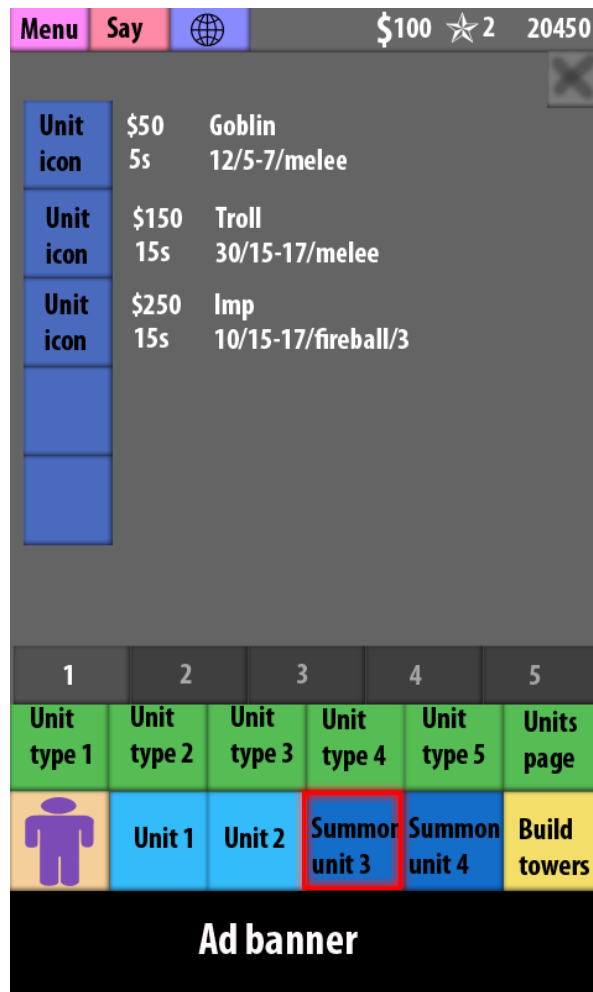 Menu Say $100 2 20450
Unit icon $50 Goblin
5s 12/5-7/melee
Unit icon $150 Troll
15s 30/15-17/melee
Unit icon $250 Imp
15s 10/15-17/fireball/3
1 2 3 4 5
Unit type 1 Unit type 2 Unit type 3 Unit type 4 Unit type 5 Units page
Unit 1 Unit 2 Summon unit 3 Summon unit 4 Build towers
Ad banner